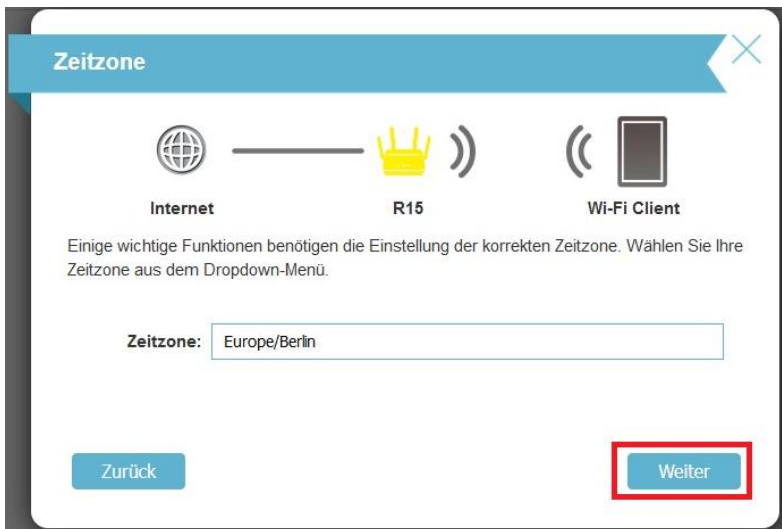 Zeitzone
Internet
R15
Wi-Fi Client
Einige wichtige Funktionen benötigen die Einstellung der korrekten Zeitzone. Wählen Sie Ihre
Zeitzone aus dem Dropdown-Menü.
Zeitzone: Europe/Berlin
Zurück
Weiter